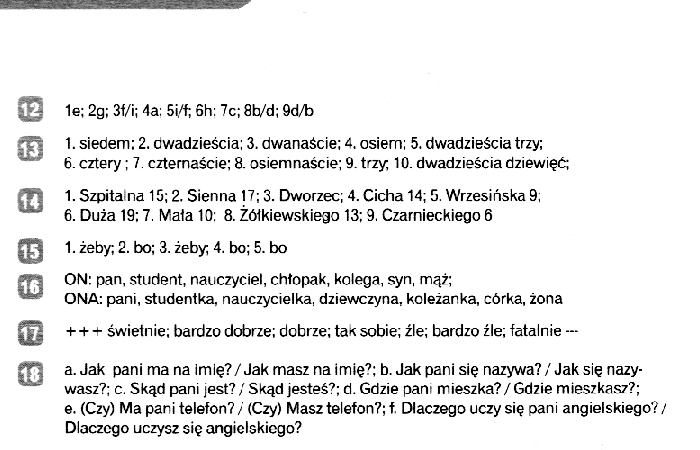 12 1e; 2g; 3f/i; 4a; 5i/f; 6h; 7c; 8b/d; 9d/b
13 1. siedem; 2. dwadzieścia; 3. dwanaście; 4. osiem; 5. dwadzieścia trzy;
6. cztery ; 7. czternaście; 8. osiemnaście; 9. trzy, 10. dwadzieścia dziewięć;
14 1. Szpitalna 15; 2. Sienna 17; 3. Dworzec; 4. Cicha 14; 5. Wrzesińska 9;
6. Duża 19; 7. Mała 10; 8. Żółkiewskiego 13; 9. Czarnieckiego 6
15 1. żeby; 2. bo; 3. żeby; 4. bo; 5. bo
16 ON: pan, student, nauczyciel, chłopak, kolega, syn, mąż;
ONA: pani, studentka, nauczycielka, dziewczyna, koleżanka, córka, żona
17 +++ świetnie; bardzo dobrze; dobrze; tak sobie; źle; bardzo źle; fatalnie ---
18 a. Jak pani ma na imię? / Jak masz na imię?; b. Jak pani się nazywa? / Jak się nazy-
wasz?; c. Skąd pani jest? / Skąd jesteś?; d. Gdzie pani mieszka? / Gdzie mieszkasz?;
e. (Czy) Ma pani telefon? / (Czy) Masz telefon?; f. Dlaczego uczy się pani angielskiego? /
Dlaczego uczysz się angielskiego?